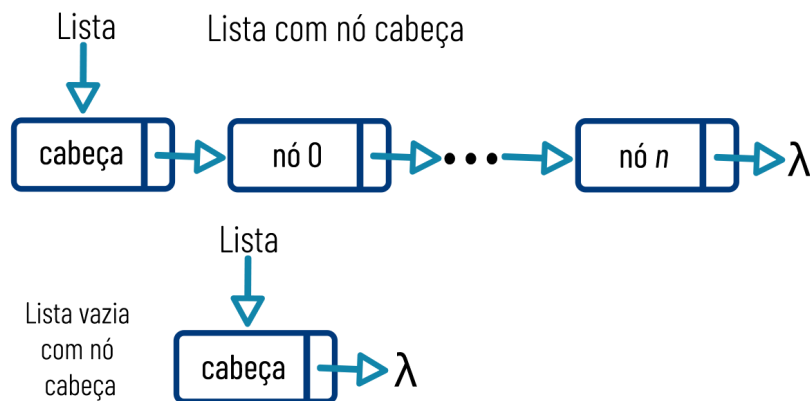 Lista
Lista com nó cabeça
cabeça
nó 0
•••
nó n
λ
Lista
Lista vazia
com nó
cabeça
cabeça
λ